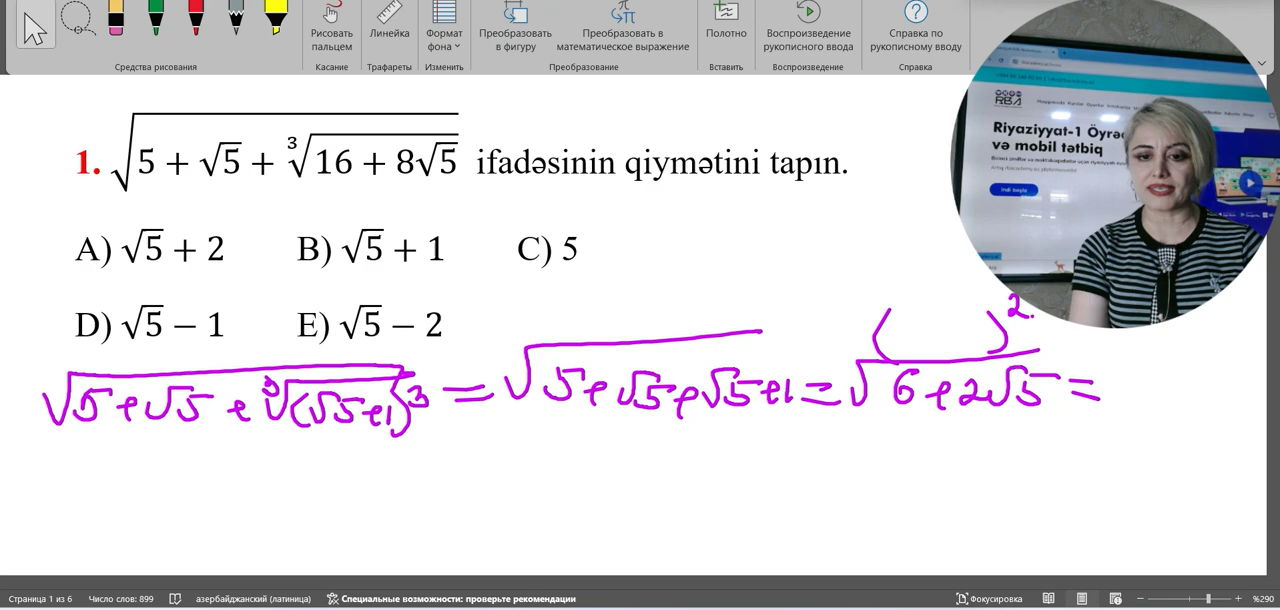 Рисовать пальцем
Линейка
Формат фона
Преобразовать в фигуру
Преобразовать в математическое выражение
Полотно
Воспроизведение рукописного ввода
Справка по рукописному вводу
Средства рисования
Касание
Трафареты
Изменить
Преобразование
Вставить
Воспроизведение
Справка
RBA
Riyaziyyat-1 Öyrə
və mobil tətbiq
İndi başla
1. √(5 + √5 + ∛(16 + 8√5)) ifadəsinin qiymətini tapın.
A) √5 + 2 B) √5 + 1 C) 5
D) √5 − 1 E) √5 − 2
( )².
√(5+√5+∛(√5+1)³) = √(5+√5+√5+1) = √(6+2√5) =
Страница 1 из 6 Число слов: 899 азербайджанский (латиница) Специальные возможности: проверьте рекомендации Фокусировка − + %290